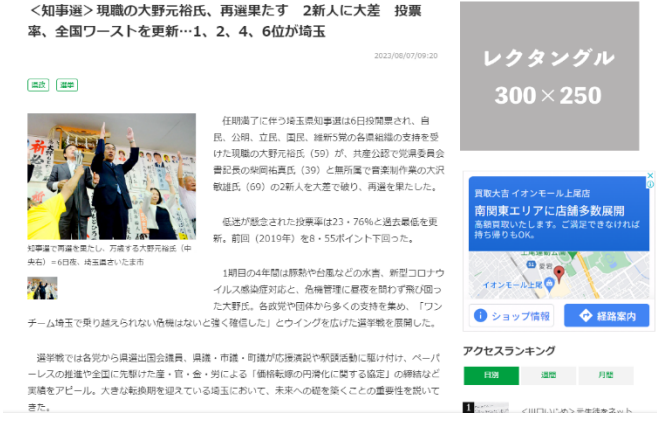 <知事選>現職の大野元裕氏、再選果たす　2新人に大差　投票
率、全国ワーストを更新…1、2、4、6位が埼玉
2023/08/07/09:20
県政
選挙
任期満了に伴う埼玉県知事選は6日投開票され、自
民、公明、立民、国民、維新5党の各県組織の支持を受
けた現職の大野元裕氏（59）が、共産公認で党県委員会
書記長の柴岡祐真氏（39）と無所属で音楽制作業の大沢
敏雄氏（69）の2新人を大差で破り、再選を果たした。
低迷が懸念された投票率は23・76％と過去最低を更
新。前回（2019年）を8・55ポイント下回った。
知事選で再選を果たし、万歳する大野元裕氏（中
央右）＝6日夜、埼玉県さいたま市
1期目の4年間は豚熱や台風などの水害、新型コロナウ
イルス感染症対応と、危機管理に昼夜を問わず飛び回っ
た大野氏。各政党や団体から多くの支持を集め、「ワン
チーム埼玉で乗り越えられない危機はないと強く確信した」とウイングを広げた選挙戦を展開した。
選挙戦では各党から県選出国会議員、県議・市議・町議が応援演説や駅頭活動に駆け付け、ペーパ
ーレスの推進や全国に先駆けた産・官・金・労による「価格転嫁の円滑化に関する協定」の締結など
実績をアピール。大きな転換期を迎えている埼玉において、未来への礎を築くことの重要性を説いて
きた。
レクタングル
300×250
買取大吉 イオンモール上尾店
南関東エリアに店舗多数展開
高額買取いたします。ご満足できなければ
持ち帰りもOK。
愛宕
イオンモール上尾
ショップ情報
経路案内
アクセスランキング
日別
週間
月間
1